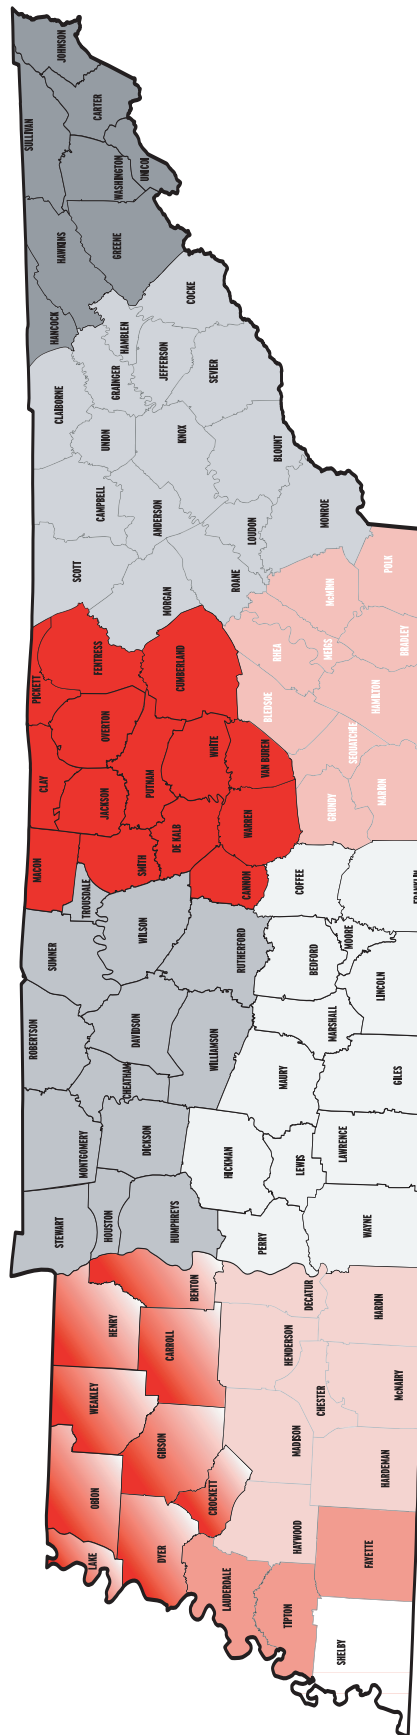 JOHNSON
CARTER
SULLIVAN
UNICOI
WASHINGTON
HAWKINS
GREENE
HANCOCK
COCKE
HAMBLEN
JEFFERSON
SEVIER
GRAINGER
CLAIBORNE
UNION
KNOX
BLOUNT
CAMPBELL
ANDERSON
LOUDON
MONROE
SCOTT
MORGAN
ROANE
POLK
McMINN
BRADLEY
MEIGS
RHEA
FENTRESS
CUMBERLAND
PICKETT
OVERTON
BLEDSOE
HAMILTON
SEQUATCHIE
WHITE
VAN BUREN
PUTNAM
CLAY
JACKSON
GRUNDY
MARION
DE KALB
WARREN
SMITH
MACON
CANNON
COFFEE
FRANKLIN
TROUSDALE
WILSON
SUMNER
RUTHERFORD
BEDFORD
MOORE
LINCOLN
MARSHALL
ROBERTSON
DAVIDSON
WILLIAMSON
MAURY
GILES
CHEATHAM
MONTGOMERY
DICKSON
HICKMAN
LEWIS
LAWRENCE
STEWART
HOUSTON
HUMPHREYS
PERRY
WAYNE
BENTON
DECATUR
HARDIN
HENRY
CARROLL
HENDERSON
CHESTER
McNAIRY
WEAKLEY
GIBSON
MADISON
HARDEMAN
OBION
CROCKETT
HAYWOOD
FAYETTE
LAKE
DYER
LAUDERDALE
TIPTON
SHELBY